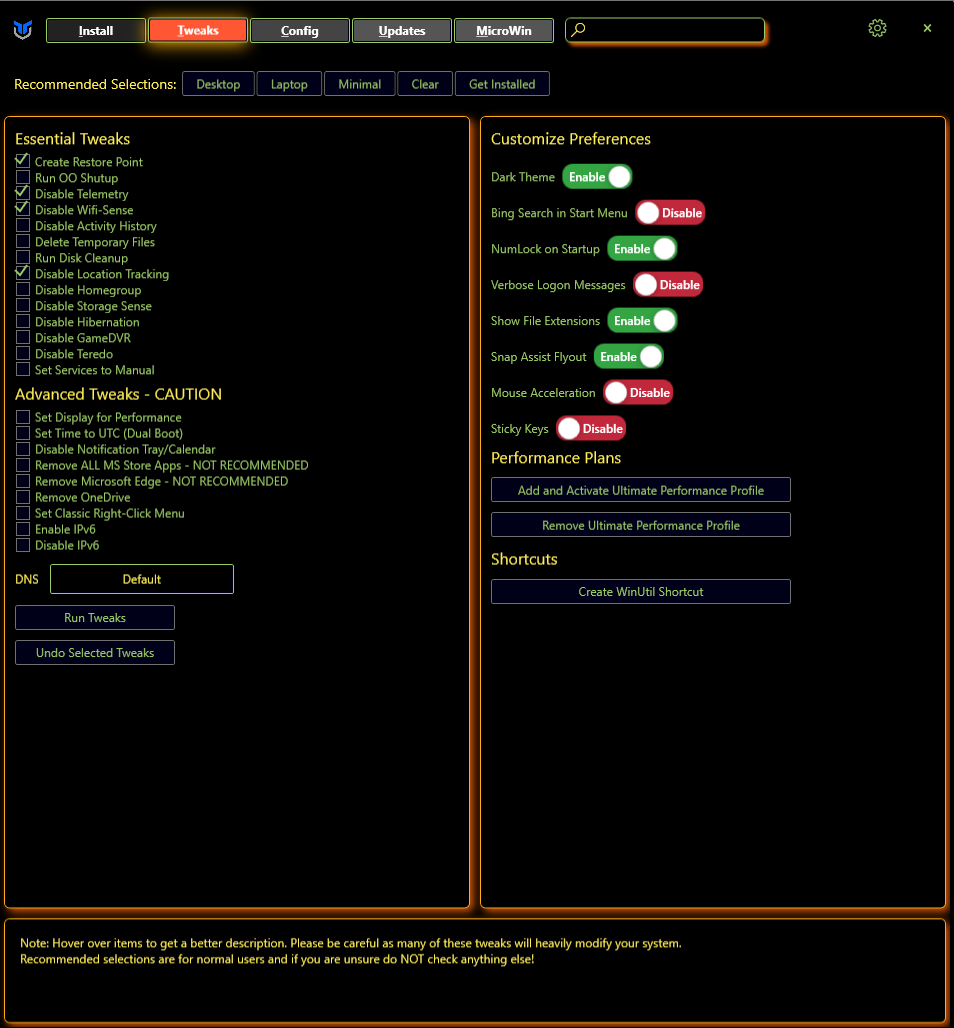 Install Tweaks Config Updates MicroWin
Recommended Selections: Desktop Laptop Minimal Clear Get Installed
Essential Tweaks
Create Restore Point
Run OO Shutup
Disable Telemetry
Disable Wifi-Sense
Disable Activity History
Delete Temporary Files
Run Disk Cleanup
Disable Location Tracking
Disable Homegroup
Disable Storage Sense
Disable Hibernation
Disable GameDVR
Disable Teredo
Set Services to Manual
Advanced Tweaks - CAUTION
Set Display for Performance
Set Time to UTC (Dual Boot)
Disable Notification Tray/Calendar
Remove ALL MS Store Apps - NOT RECOMMENDED
Remove Microsoft Edge - NOT RECOMMENDED
Remove OneDrive
Set Classic Right-Click Menu
Enable IPv6
Disable IPv6
DNS Default
Run Tweaks
Undo Selected Tweaks
Customize Preferences
Dark Theme Enable
Bing Search in Start Menu Disable
NumLock on Startup Enable
Verbose Logon Messages Disable
Show File Extensions Enable
Snap Assist Flyout Enable
Mouse Acceleration Disable
Sticky Keys Disable
Performance Plans
Add and Activate Ultimate Performance Profile
Remove Ultimate Performance Profile
Shortcuts
Create WinUtil Shortcut
Note: Hover over items to get a better description. Please be careful as many of these tweaks will heavily modify your system.
Recommended selections are for normal users and if you are unsure do NOT check anything else!